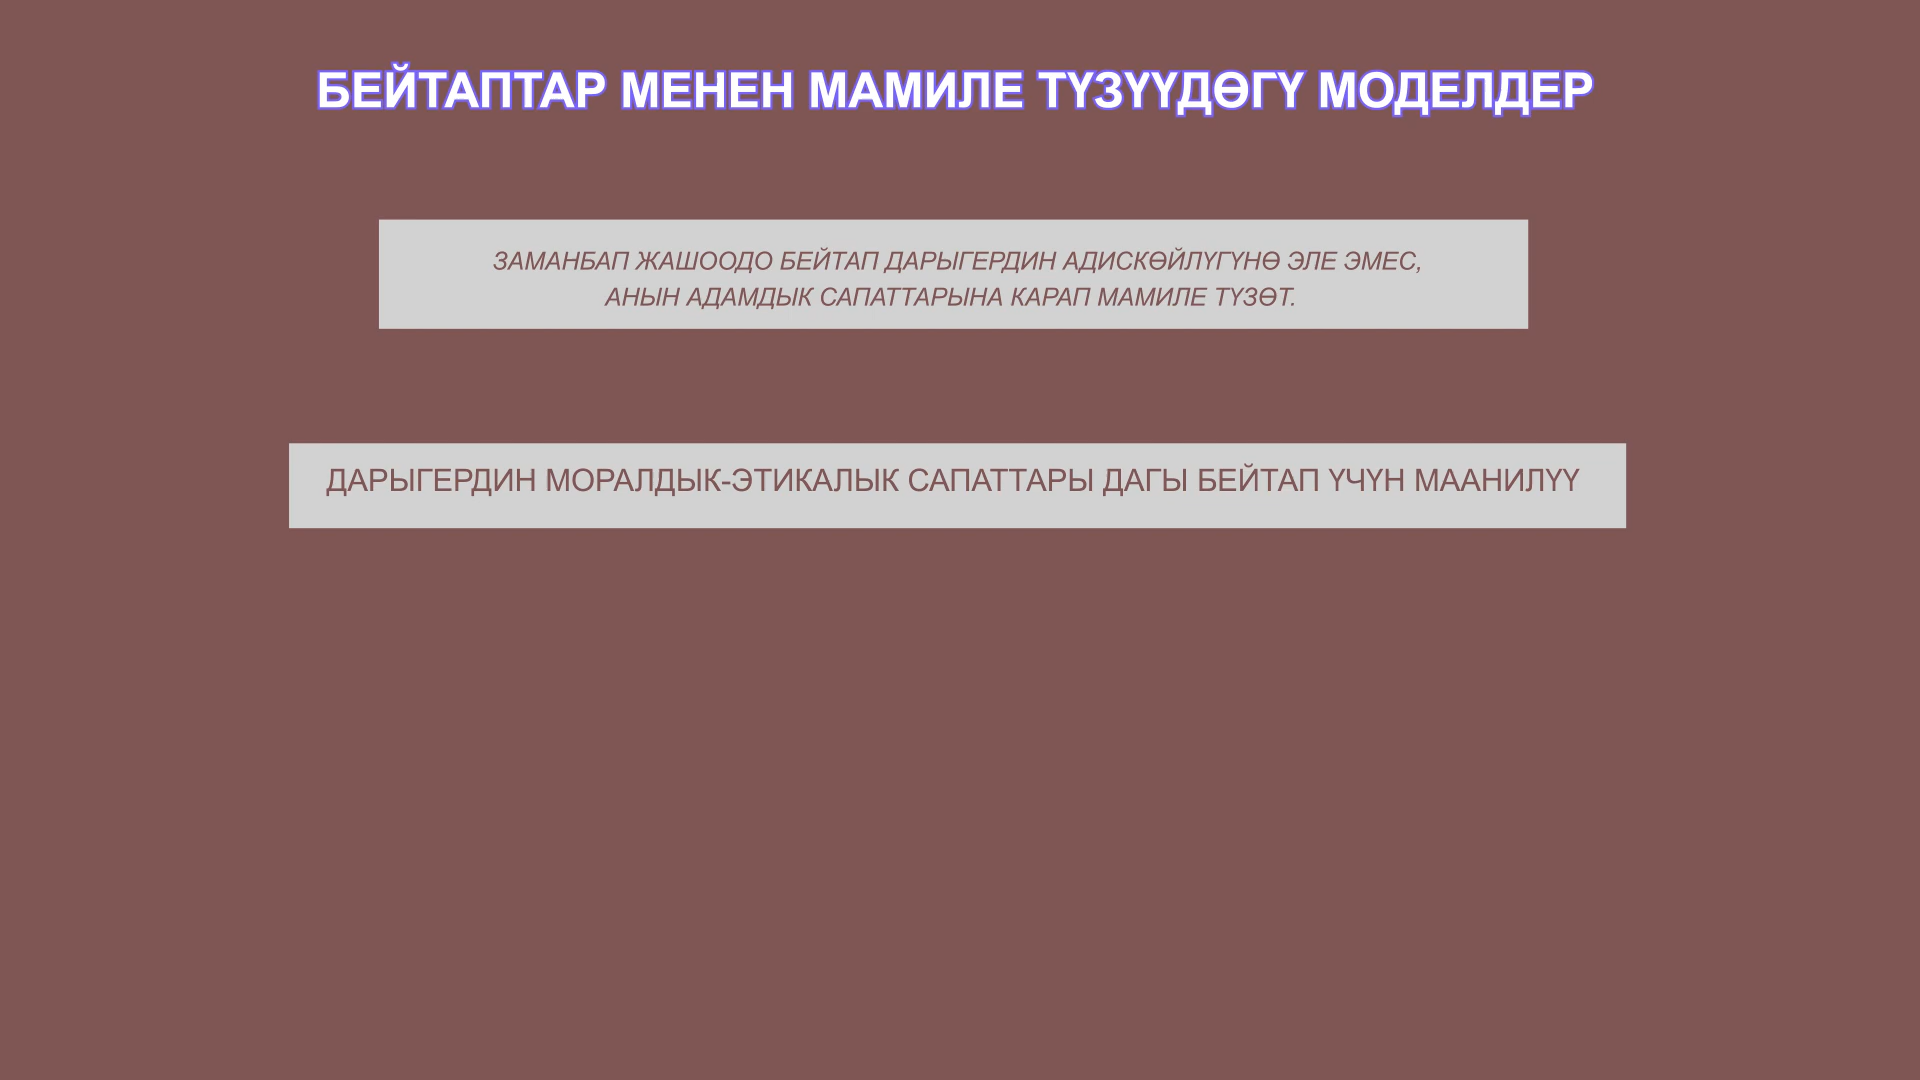 БЕЙТАПТАР МЕНЕН МАМИЛЕ ТҮЗҮҮДӨГҮ МОДЕЛДЕР
ЗАМАНБАП ЖАШООДО БЕЙТАП ДАРЫГЕРДИН АДИСКӨЙЛҮГҮНӨ ЭЛЕ ЭМЕС,
АНЫН АДАМДЫК САПАТТАРЫНА КАРАП МАМИЛЕ ТҮЗӨТ.
ДАРЫГЕРДИН МОРАЛДЫК-ЭТИКАЛЫК САПАТТАРЫ ДАГЫ БЕЙТАП ҮЧҮН МААНИЛҮҮ